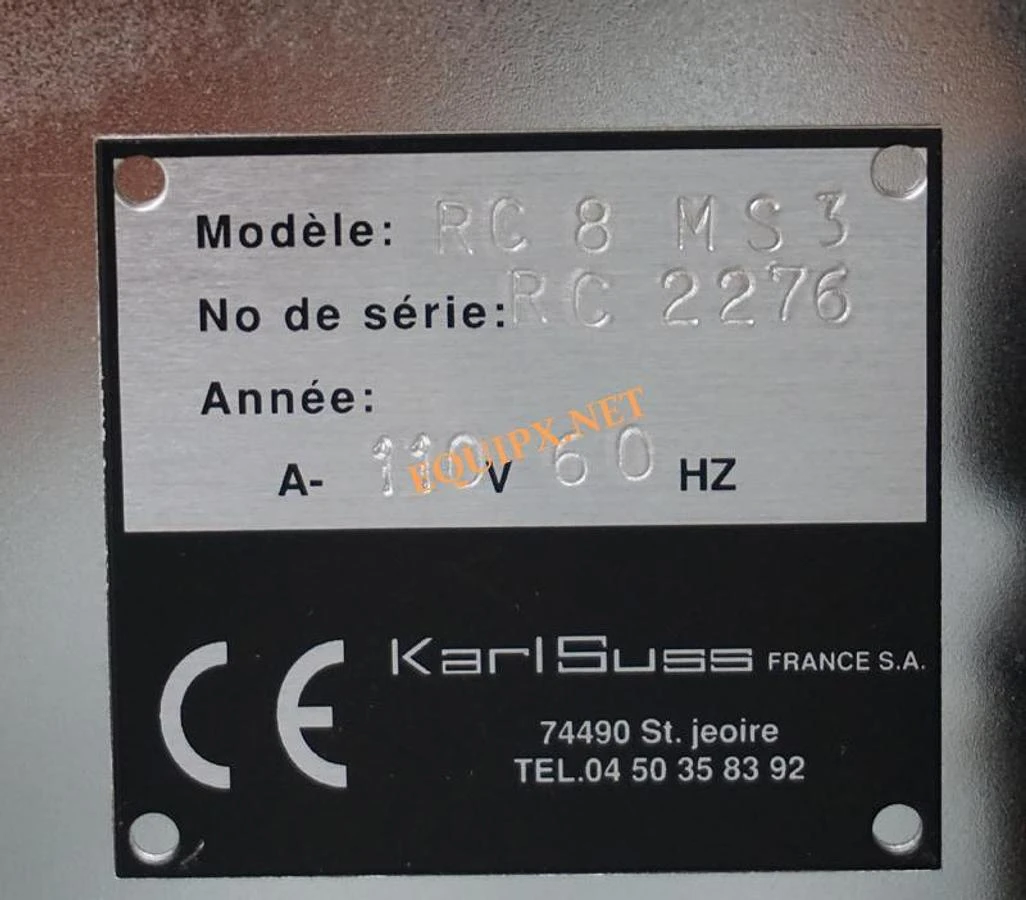 Modèle: RC 8 MS3
No de série: RC 2276
Année:
A- 110 V 60 HZ
EQUIPX.NET
CE KarlSuss FRANCE S.A.
74490 St. jeoire
TEL.04 50 35 83 92